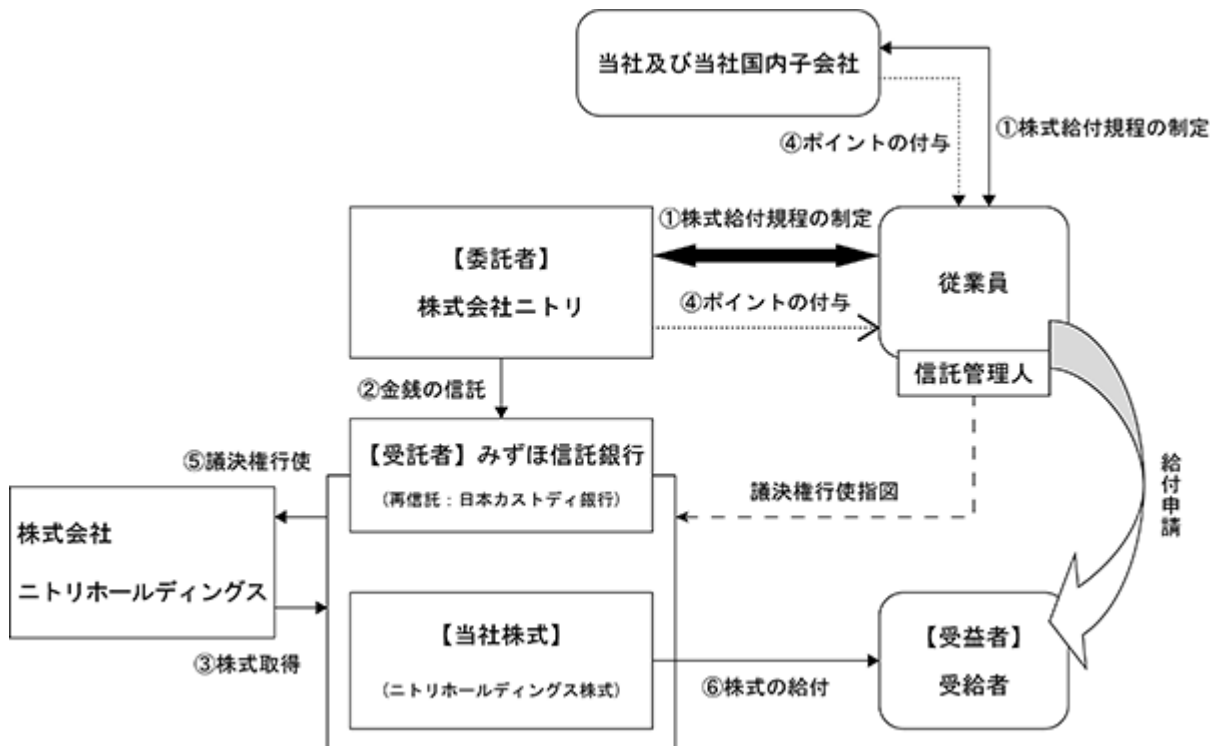 当社及び当社国内子会社
④ポイントの付与
①株式給付規程の制定
【委託者】
株式会社ニトリ
①株式給付規程の制定
④ポイントの付与
従業員
信託管理人
②金銭の信託
【受託者】みずほ信託銀行
(再信託:日本カストディ銀行)
⑤議決権行使
議決権行使指図
給付申請
株式会社
ニトリホールディングス
③株式取得
【当社株式】
(ニトリホールディングス株式)
⑥株式の給付
【受益者】
受給者